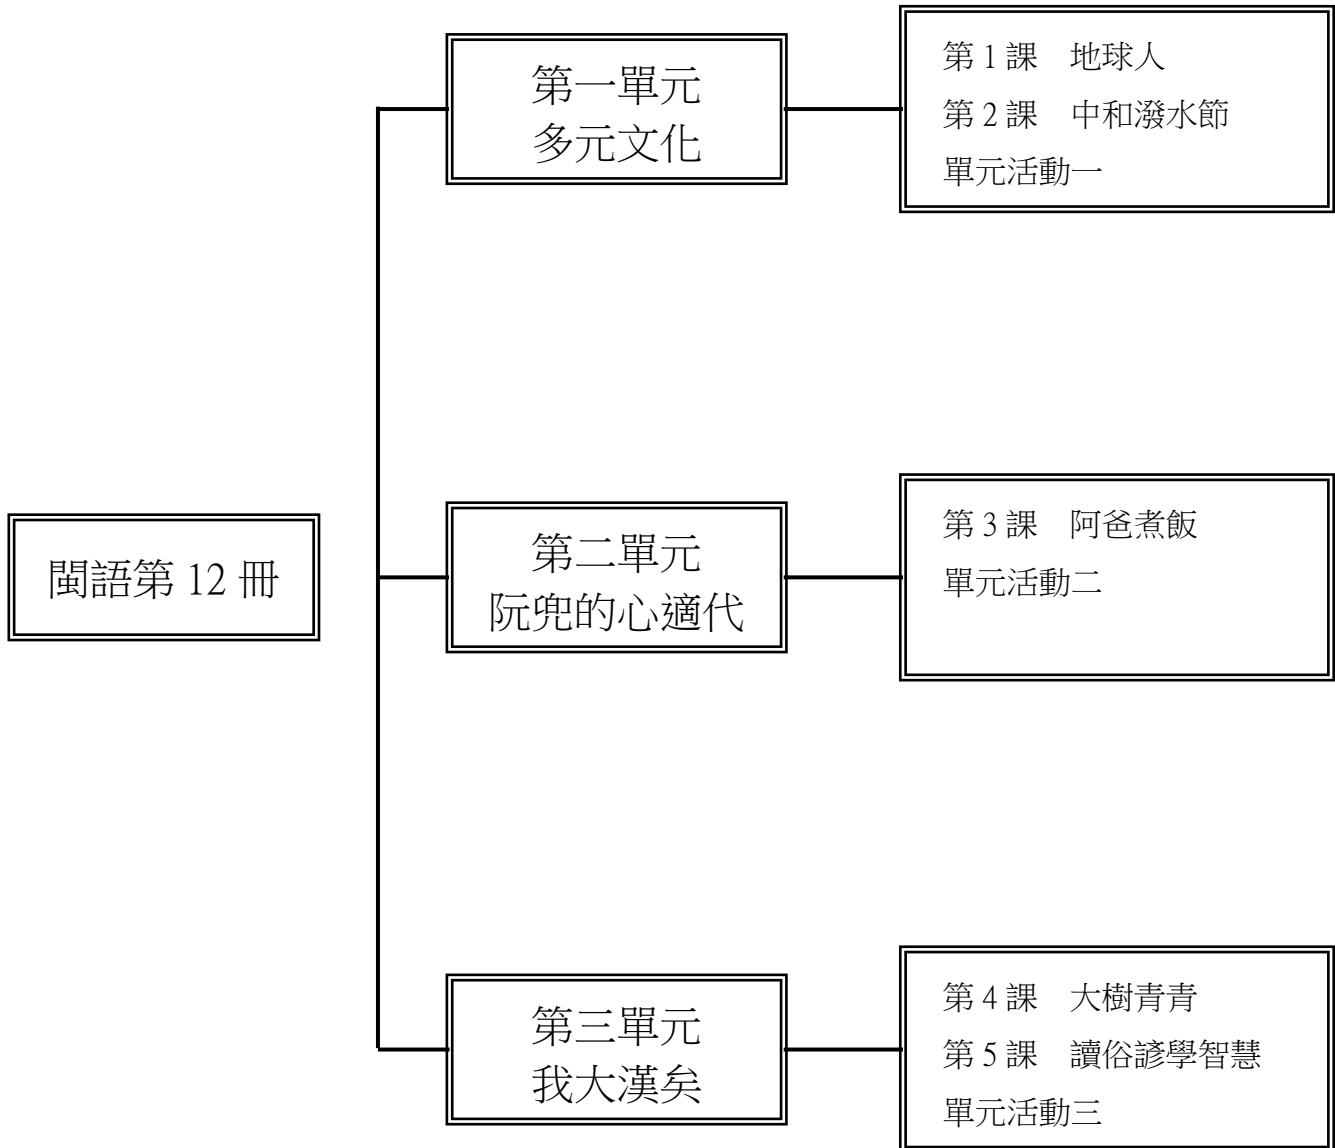 閩語第 12 冊
第一單元
多元文化
第 1 課　地球人
第 2 課　中和潑水節
單元活動一
第二單元
阮兜的心適代
第 3 課　阿爸煮飯
單元活動二
第三單元
我大漢矣
第 4 課　大樹青青
第 5 課　讀俗諺學智慧
單元活動三